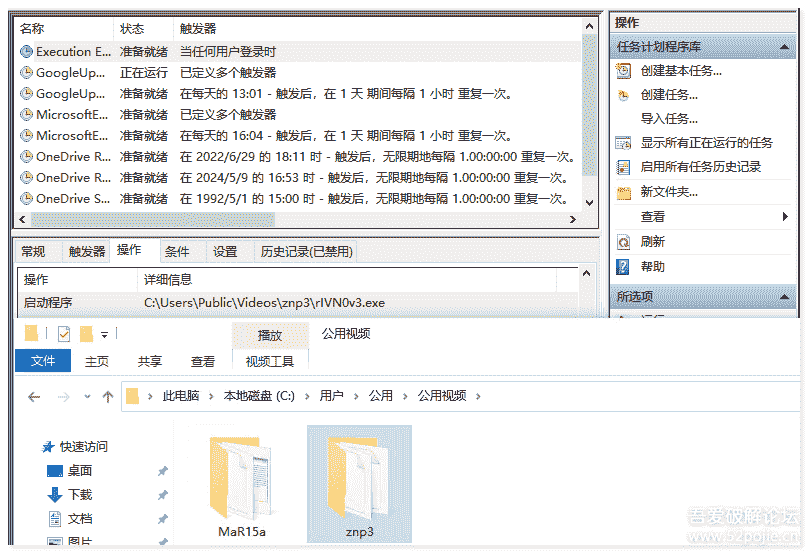 名称 状态 触发器
Execution E... 准备就绪 当任何用户登录时
GoogleUp... 正在运行 已定义多个触发器
GoogleUp... 准备就绪 在每天的 13:01 - 触发后，在 1 天 期间每隔 1 小时 重复一次。
MicrosoftE... 准备就绪 已定义多个触发器
MicrosoftE... 准备就绪 在每天的 16:04 - 触发后，在 1 天 期间每隔 1 小时 重复一次。
OneDrive R... 准备就绪 在 2022/6/29 的 18:11 时 - 触发后，无限期地每隔 1.00:00:00 重复一次。
OneDrive R... 准备就绪 在 2024/5/9 的 16:53 时 - 触发后，无限期地每隔 1.00:00:00 重复一次。
OneDrive S... 准备就绪 在 1992/5/1 的 15:00 时 - 触发后，无限期地每隔 1.00:00:00 重复一次。
常规 触发器 操作 条件 设置 历史记录(已禁用)
操作 详细信息
启动程序 C:\Users\Public\Videos\znp3\rIVN0v3.exe
操作
任务计划程序库
创建基本任务...
创建任务...
导入任务...
显示所有正在运行的任务
启用所有任务历史记录
新文件夹...
查看
刷新
帮助
所选项
播放 公用视频
文件 主页 共享 查看 视频工具
此电脑 本地磁盘 (C:) 用户 公用 公用视频
快速访问
桌面
下载
文档
图片
MaR15a znp3
吾爱破解论坛
www.52pojie.cn